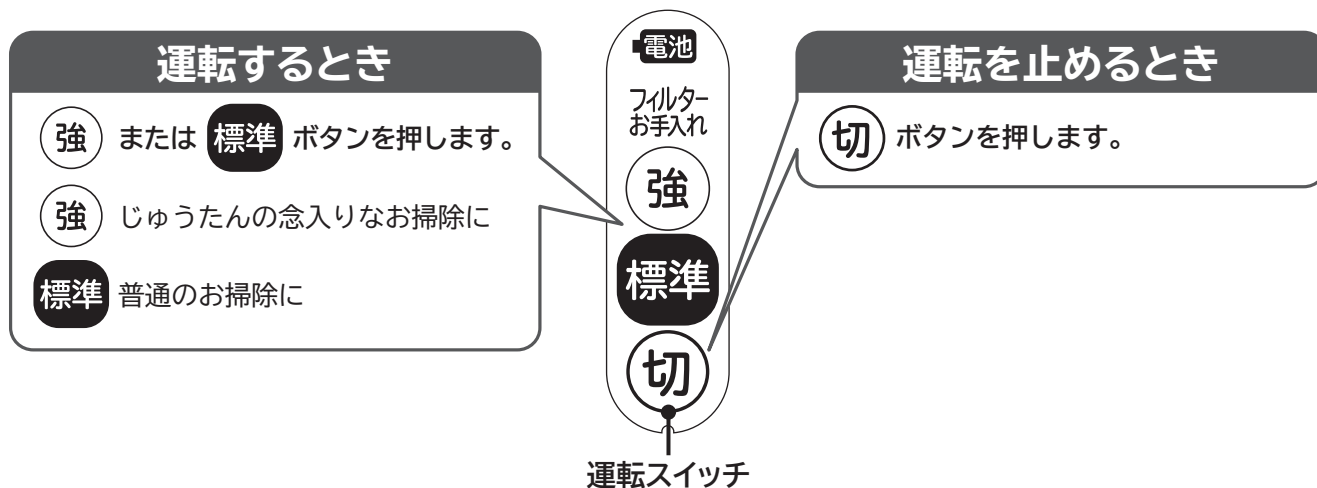 運転するとき
強 または 標準 ボタンを押します。
強 じゅうたんの念入りなお掃除に
標準 普通のお掃除に
電池
フィルター
お手入れ
強
標準
切
運転スイッチ
運転を止めるとき
切 ボタンを押します。